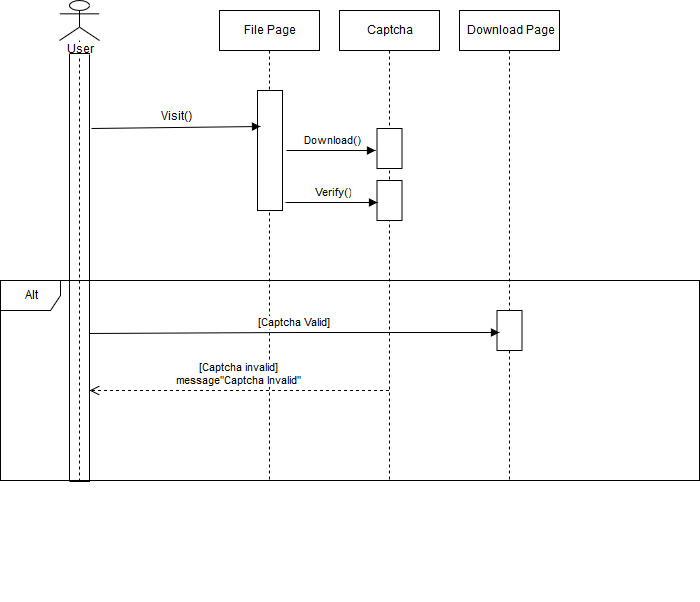 User
File Page
Captcha
Download Page
Visit()
Download()
Verify()
Alt
[Captcha Valid]
[Captcha invalid]
message"Captcha Invalid"